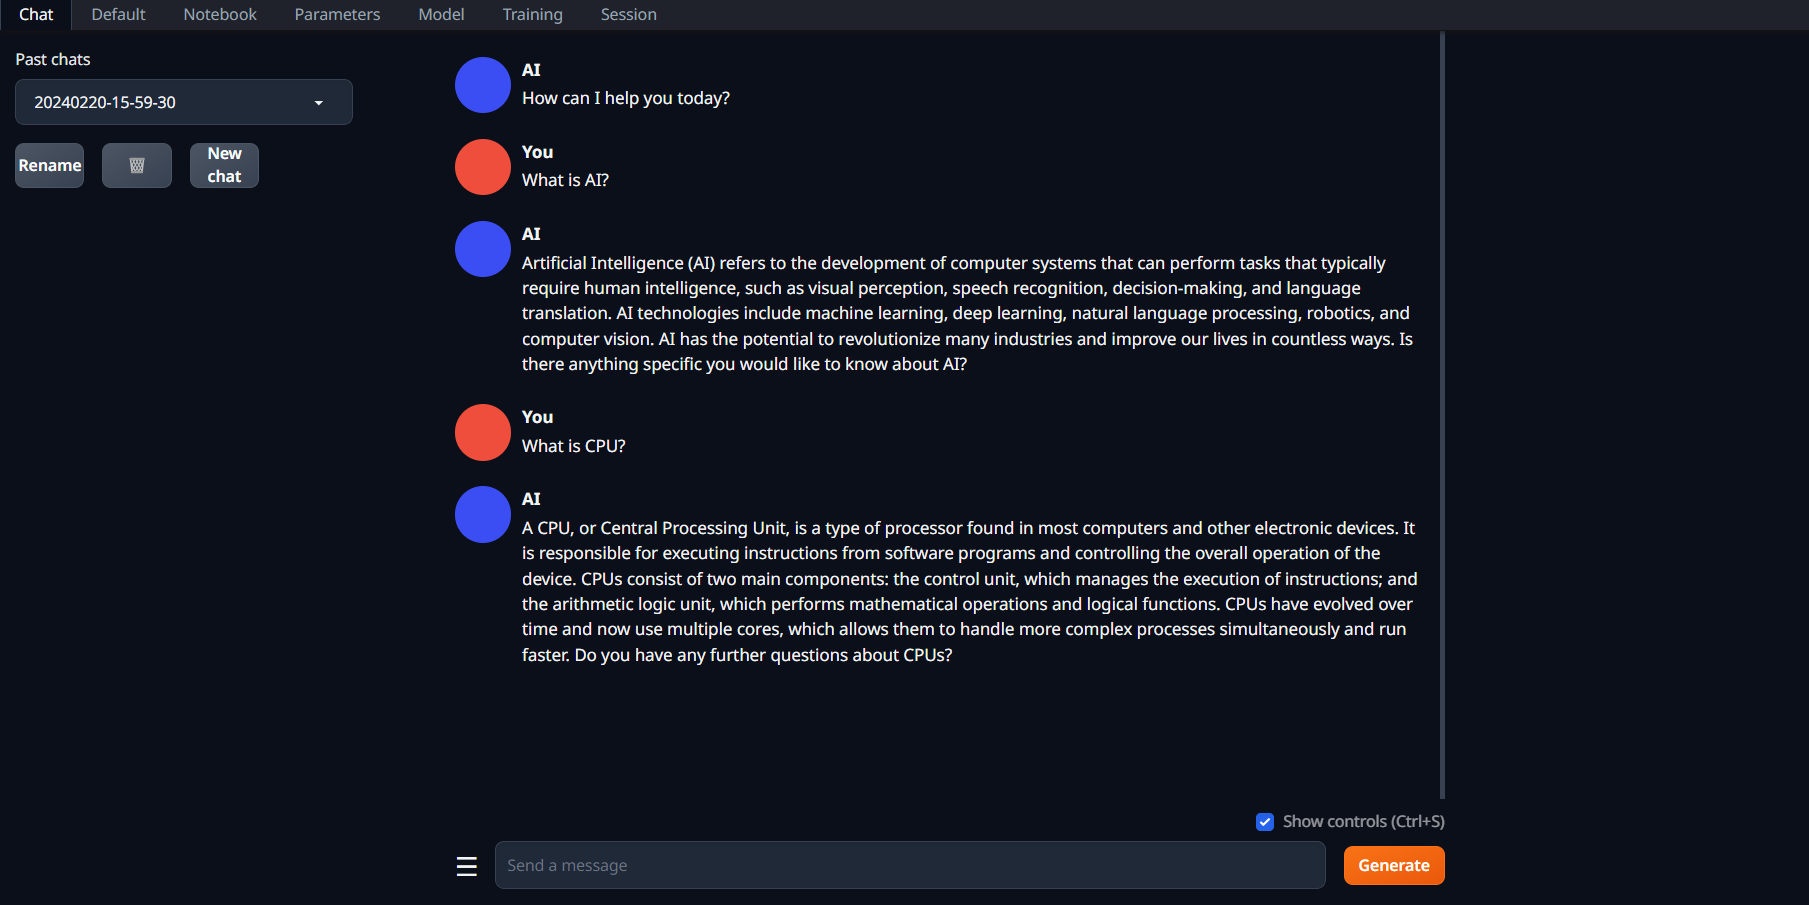 Chat Default Notebook Parameters Model Training Session
Past chats
20240220-15-59-30
Rename
New
chat
AI
How can I help you today?
You
What is AI?
AI
Artificial Intelligence (AI) refers to the development of computer systems that can perform tasks that typically
require human intelligence, such as visual perception, speech recognition, decision-making, and language
translation. AI technologies include machine learning, deep learning, natural language processing, robotics, and
computer vision. AI has the potential to revolutionize many industries and improve our lives in countless ways. Is
there anything specific you would like to know about AI?
You
What is CPU?
AI
A CPU, or Central Processing Unit, is a type of processor found in most computers and other electronic devices. It
is responsible for executing instructions from software programs and controlling the overall operation of the
device. CPUs consist of two main components: the control unit, which manages the execution of instructions; and
the arithmetic logic unit, which performs mathematical operations and logical functions. CPUs have evolved over
time and now use multiple cores, which allows them to handle more complex processes simultaneously and run
faster. Do you have any further questions about CPUs?
Show controls (Ctrl+S)
Send a message
Generate